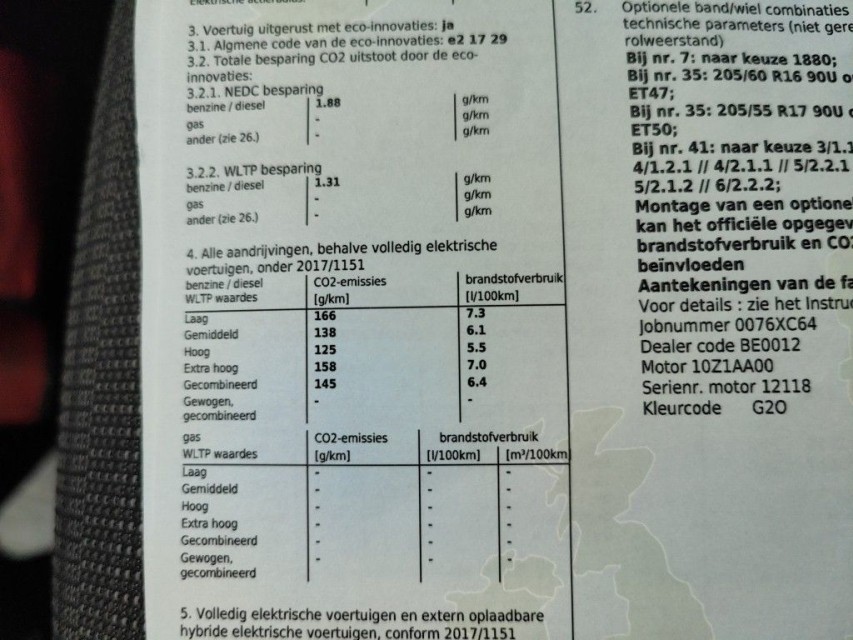 3. Voertuig uitgerust met eco-innovaties: ja
3.1. Algmene code van de eco-innovaties: e2 17 29
3.2. Totale besparing CO2 uitstoot door de eco-
innovaties:
3.2.1. NEDC besparing
benzine / diesel 1.88 g/km
gas - g/km
ander (zie 26.) - g/km
3.2.2. WLTP besparing
benzine / diesel 1.31 g/km
gas - g/km
ander (zie 26.) - g/km
4. Alle aandrijvingen, behalve volledig elektrische
voertuigen, onder 2017/1151
benzine / diesel CO2-emissies brandstofverbruik
WLTP waardes [g/km] [l/100km]
Laag 166 7.3
Gemiddeld 138 6.1
Hoog 125 5.5
Extra hoog 158 7.0
Gecombineerd 145 6.4
Gewogen, - -
gecombineerd
gas CO2-emissies brandstofverbruik
WLTP waardes [g/km] [l/100km] [m³/100km
Laag - - -
Gemiddeld - - -
Hoog - - -
Extra hoog - - -
Gecombineerd - - -
Gewogen, - - -
gecombineerd
5. Volledig elektrische voertuigen en extern oplaadbare
hybride elektrische voertuigen, conform 2017/1151
52. Optionele band/wiel combinaties
technische parameters (niet gere
rolweerstand)
Bij nr. 7: naar keuze 1880;
Bij nr. 35: 205/60 R16 90U o
ET47;
Bij nr. 35: 205/55 R17 90U
ET50;
Bij nr. 41: naar keuze 3/1.1
4/1.2.1 // 4/2.1.1 // 5/2.2.1
5/2.1.2 // 6/2.2.2;
Montage van een optione
kan het officiële opgegev
brandstofverbruik en CO
beïnvloeden
Aantekeningen van de fa
Voor details : zie het Instru
Jobnummer 0076XC64
Dealer code BE0012
Motor 10Z1AA00
Serienr. motor 12118
Kleurcode G2O